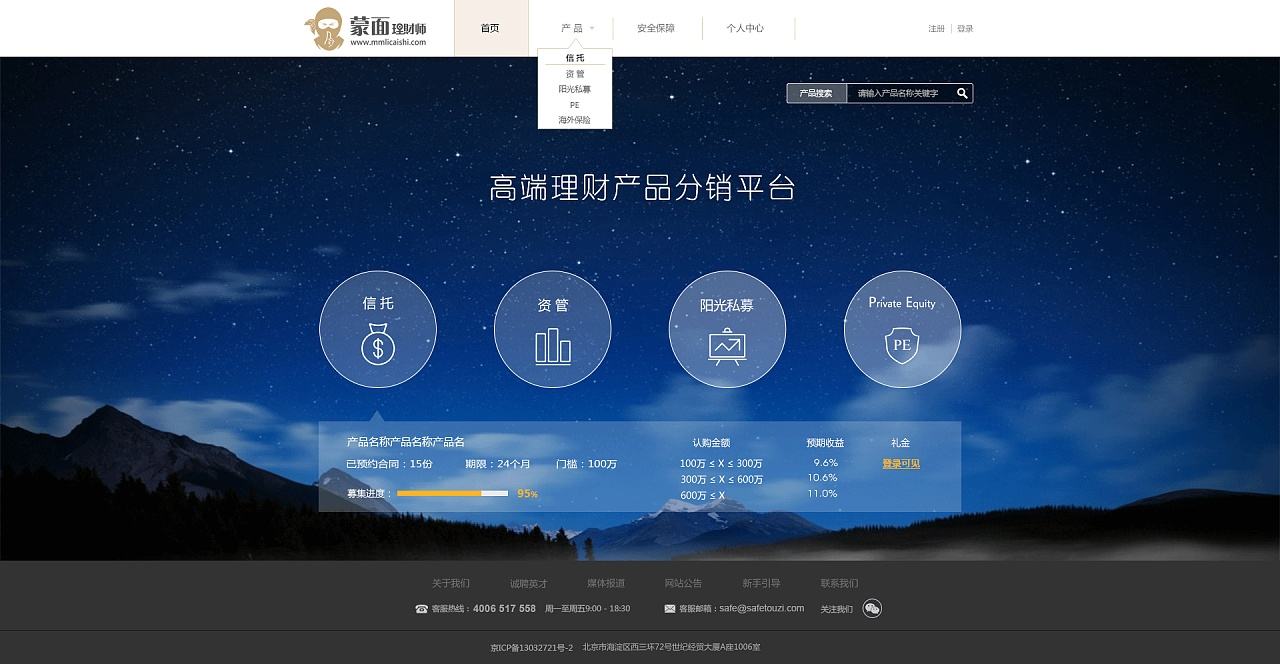 蒙面理财师
www.mmlicaishi.com
首页
产品
安全保障
个人中心
注册 | 登录
信托
资管
阳光私募
PE
海外保险
产品搜索 请输入产品名称关键字
高端理财产品分销平台
信托
资管
阳光私募
Private Equity
$
PE
产品名称产品名称产品名
认购金额 预期收益 礼金
已预约合同：15份 期限：24个月 门槛：100万
100万 ≤ X ≤ 300万 9.6% 登录可见
300万 ≤ X ≤ 600万 10.6%
600万 ≤ X 11.0%
募集进度： 95%
关于我们 诚聘英才 媒体报道 网站公告 新手引导 联系我们
客服热线：4006 517 558 周一至周五9:00 - 18:30 客服邮箱：safe@safetouzi.com 关注我们
京ICP备13032721号-2 北京市海淀区西三环72号世纪经贸大厦A座1006室